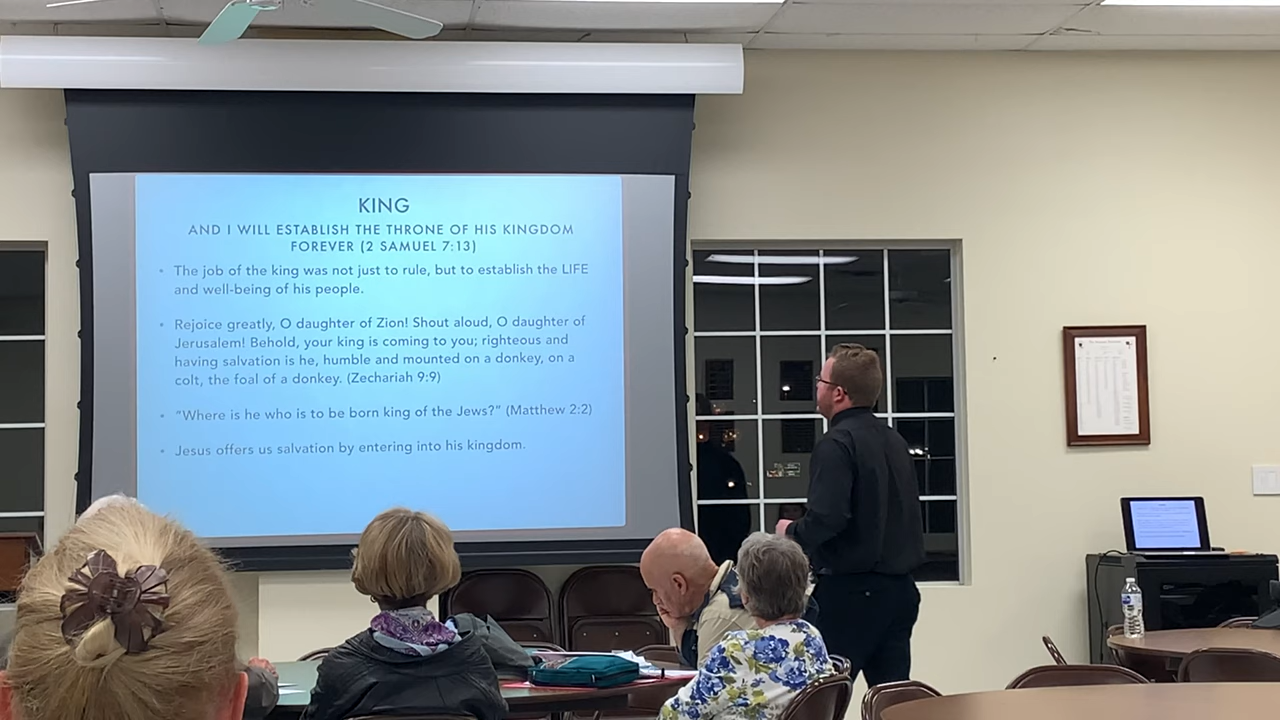 KING
AND I WILL ESTABLISH THE THRONE OF HIS KINGDOM
FOREVER (2 SAMUEL 7:13)
• The job of the king was not just to rule, but to establish the LIFE
and well-being of his people.
• Rejoice greatly, O daughter of Zion! Shout aloud, O daughter of
Jerusalem! Behold, your king is coming to you; righteous and
having salvation is he, humble and mounted on a donkey, on a
colt, the foal of a donkey. (Zechariah 9:9)
• "Where is he who is to be born king of the Jews?" (Matthew 2:2)
• Jesus offers us salvation by entering into his kingdom.